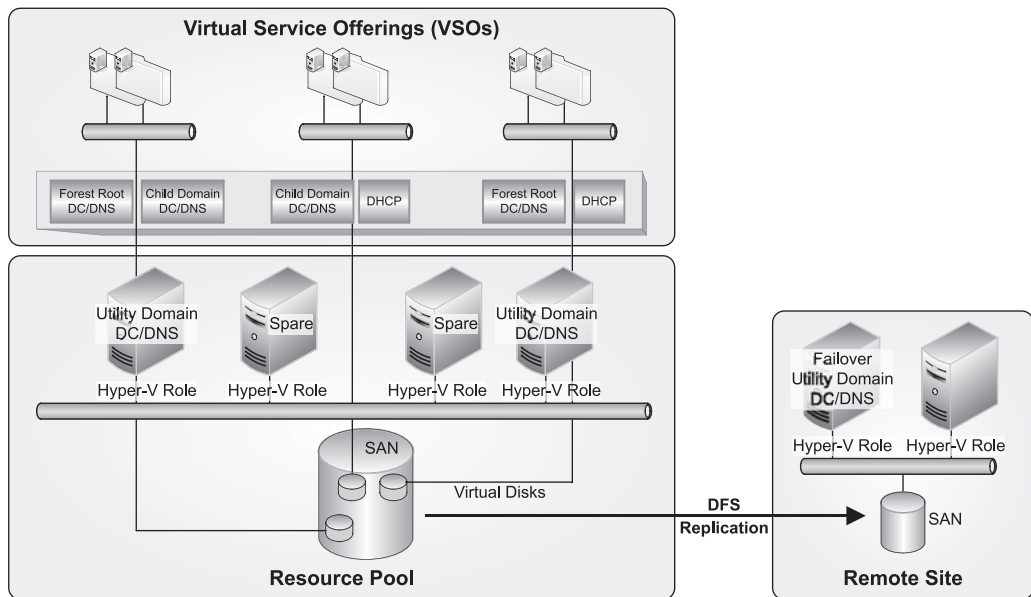 Virtual Service Offerings (VSOs)
Forest Root
DC/DNS
Child Domain
DC/DNS
Child Domain
DC/DNS
DHCP
Forest Root
DC/DNS
DHCP
Utility Domain
DC/DNS
Spare
Spare
Utility Domain
DC/DNS
Hyper-V Role
Hyper-V Role
Hyper-V Role
Hyper-V Role
SAN
Virtual Disks
Resource Pool
DFS
Replication
Failover
Utility Domain
DC/DNS
Hyper-V Role
Hyper-V Role
SAN
Remote Site